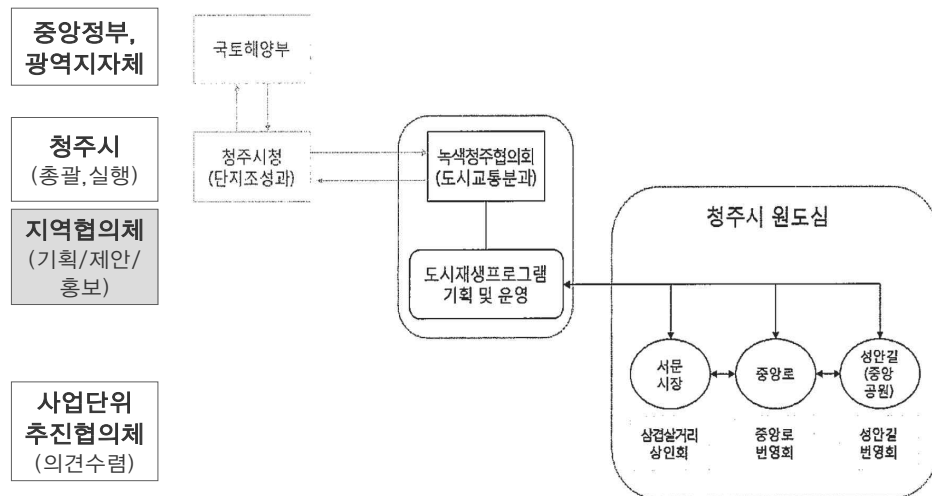 중앙정부,
광역지자체
국토해양부
청주시
(총괄,실행)
청주시청
(단지조성과)
녹색청주협의회
(도시교통분과)
지역협의체
(기획/제안/
홍보)
청주시 원도심
도시재생프로그램
기획 및 운영
서문
시장
중앙로
성안길
(중앙
공원)
사업단위
추진협의체
(의견수렴)
삼겹살거리
상인회
중앙로
번영회
성안길
번영회